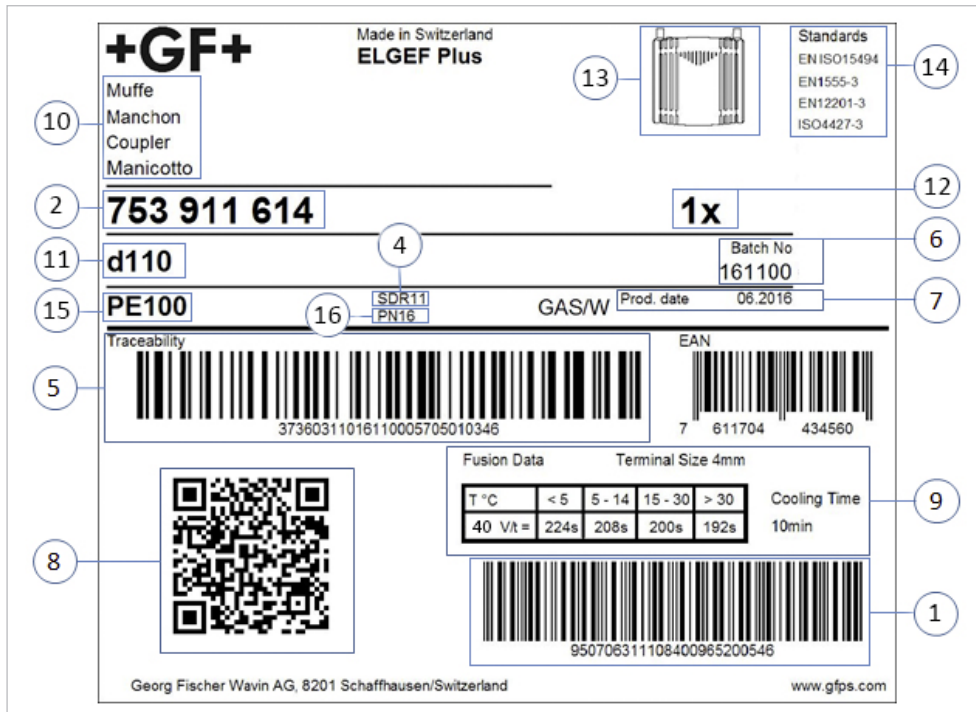 +GF+
Made in Switzerland
ELGEF Plus
13
Standards
EN ISO15494
EN1555-3
EN12201-3
ISO4427-3
14
10
Muffe
Manchon
Coupler
Manicotto
2
753 911 614
1x
12
4
11
d110
Batch No
161100
6
15
PE100
SDR11
16
PN16
GAS/W
Prod. date 06.2016
7
Traceability
EAN
5
37360311016110005705010346
7 611704 434560
Fusion Data Terminal Size 4mm
T °C < 5 5 - 14 15 - 30 > 30 Cooling Time
40 V/t = 224s 208s 200s 192s 10min
9
8
1
950706311108400965200546
Georg Fischer Wavin AG, 8201 Schaffhausen/Switzerland
www.gfps.com